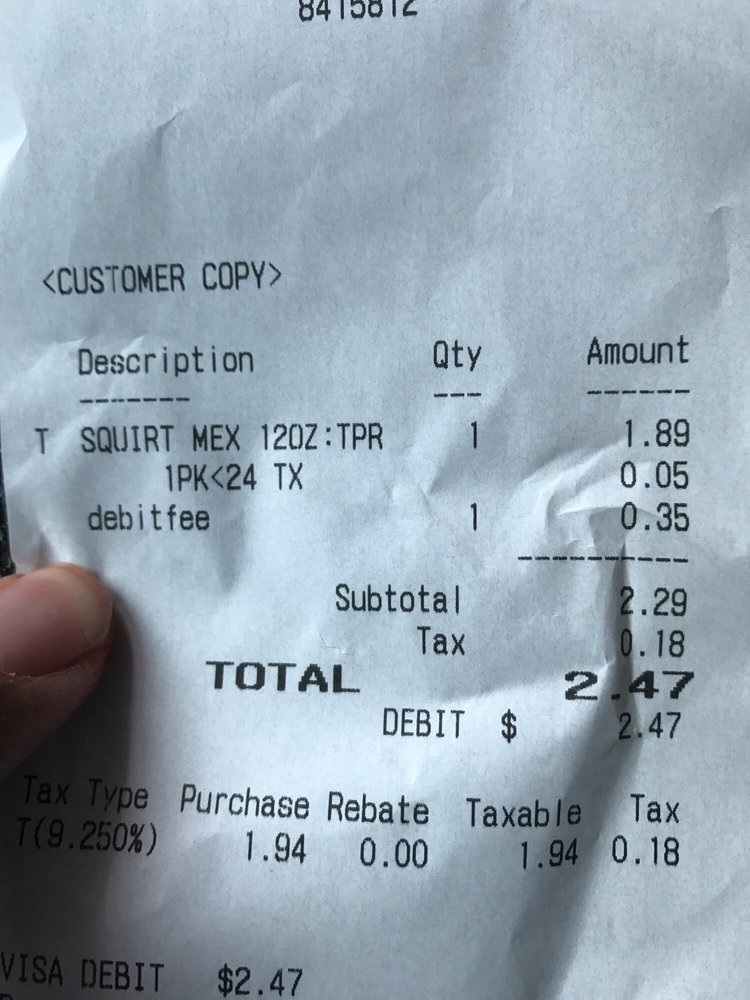 8415812
<CUSTOMER COPY>
Description Qty Amount
------- --- ------
T SQUIRT MEX 12OZ:TPR 1 1.89
1PK<24 TX 0.05
debitfee 1 0.35
----------
Subtotal 2.29
Tax 0.18
TOTAL 2.47
DEBIT $ 2.47
Tax Type Purchase Rebate Taxable Tax
T(9.250%) 1.94 0.00 1.94 0.18
VISA DEBIT $2.47